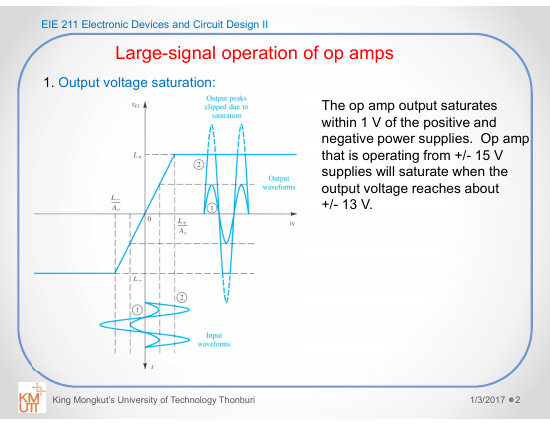 EIE 211 Electronic Devices and Circuit Design II
Large-signal operation of op amps
1. Output voltage saturation:
Output peaks
clipped due to
saturation
v_O
L_+
②
Output
waveforms
①
L_−
A_v
0
L_+
A_v
v_I
L_−
②
①
Input
waveforms
t
The op amp output saturates
within 1 V of the positive and
negative power supplies. Op amp
that is operating from +/- 15 V
supplies will saturate when the
output voltage reaches about
+/- 13 V.
KM
UTT
King Mongkut's University of Technology Thonburi
1/3/2017 ●2